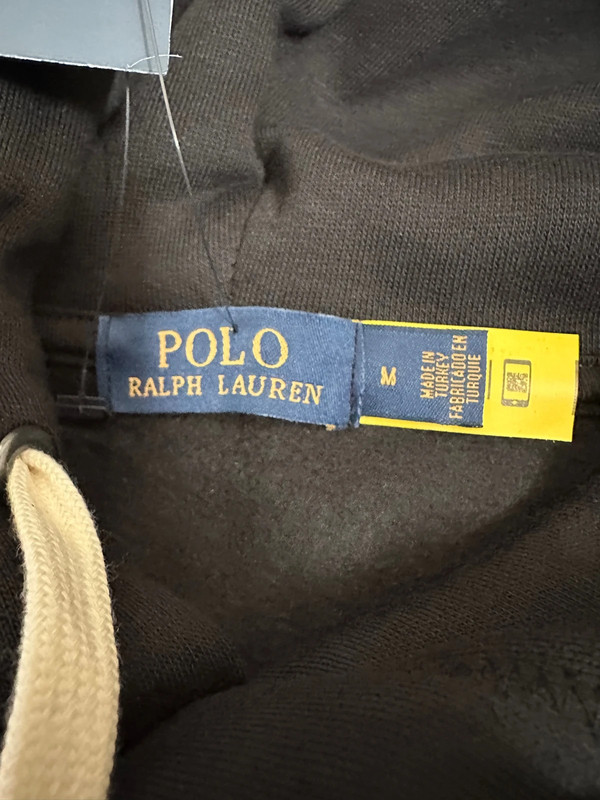 POLO
RALPH LAUREN
M
MADE IN
TURKEY
FABRICADO EN
TURQUIE